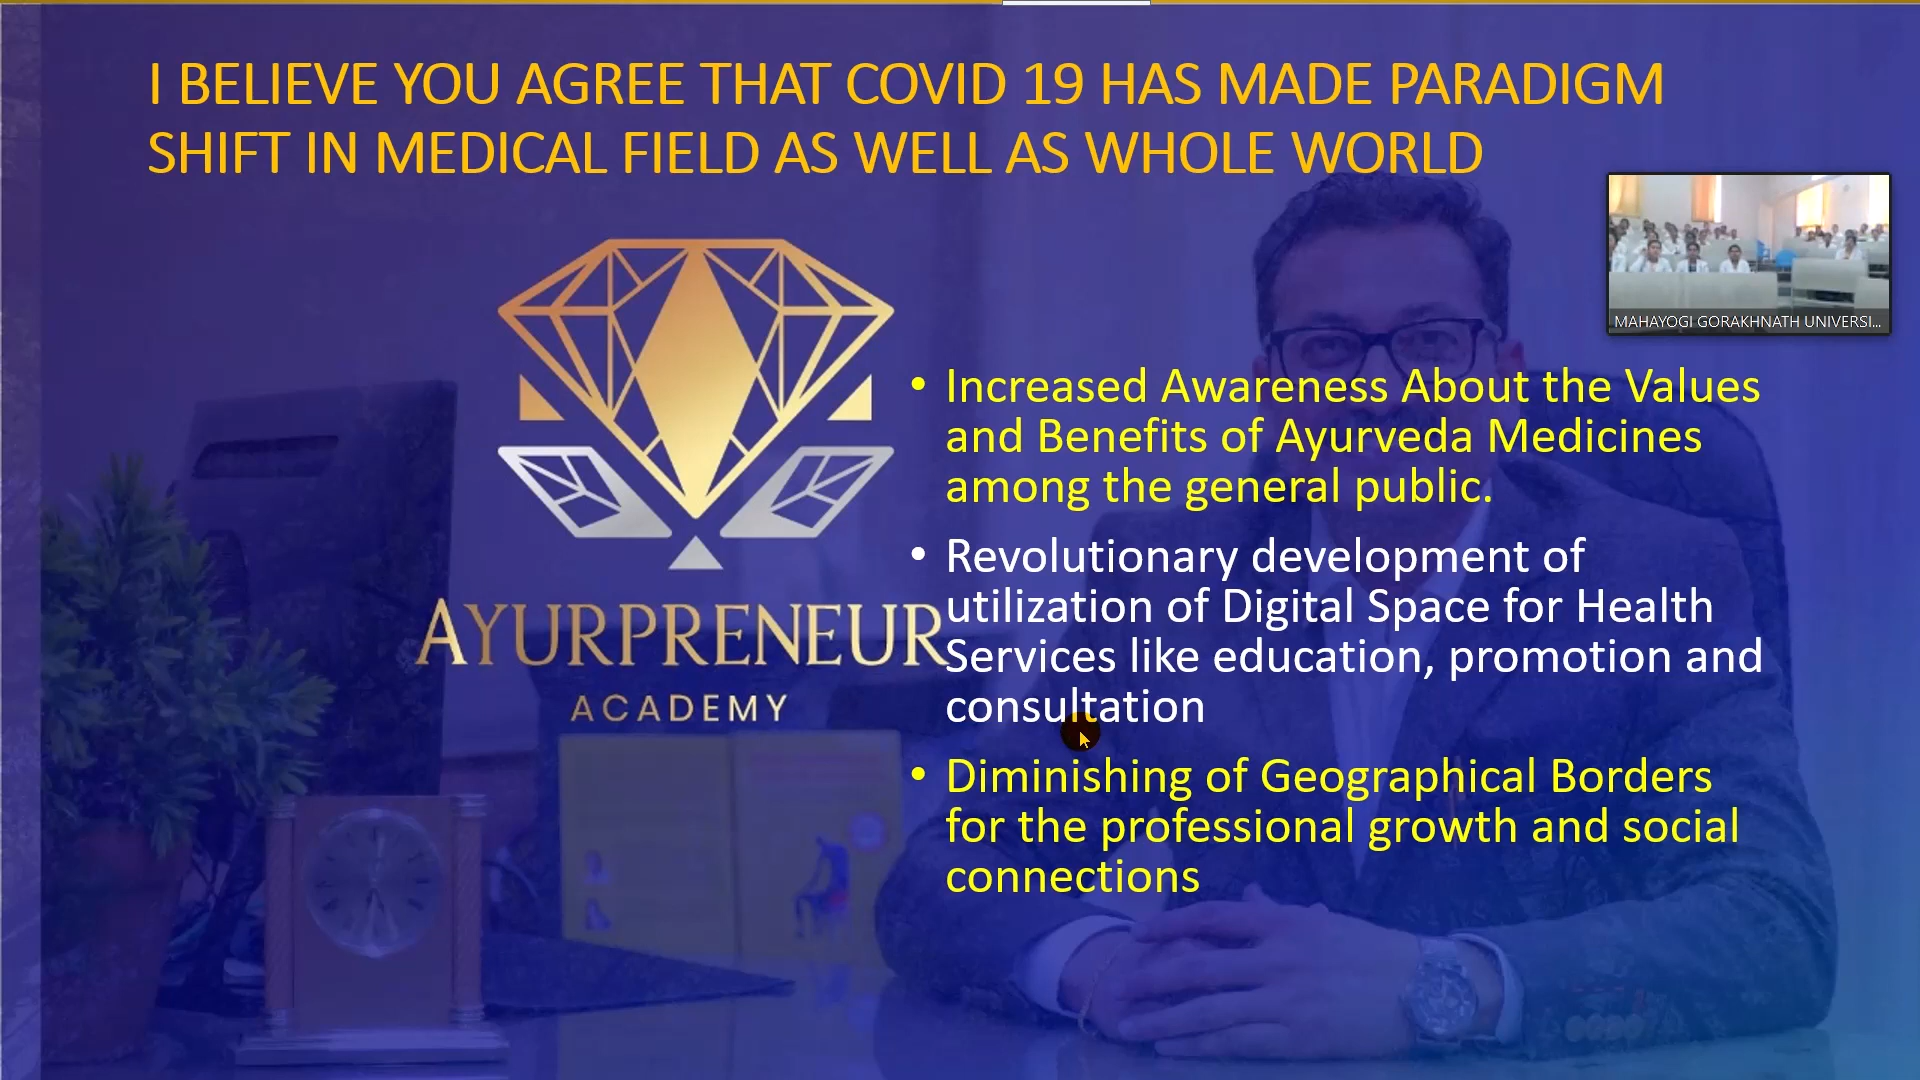 I BELIEVE YOU AGREE THAT COVID 19 HAS MADE PARADIGM
SHIFT IN MEDICAL FIELD AS WELL AS WHOLE WORLD
MAHAYOGI GORAKHNATH UNIVERSI...
AYURPRENEUR
ACADEMY
• Increased Awareness About the Values
and Benefits of Ayurveda Medicines
among the general public.
• Revolutionary development of
utilization of Digital Space for Health
Services like education, promotion and
consultation
• Diminishing of Geographical Borders
for the professional growth and social
connections